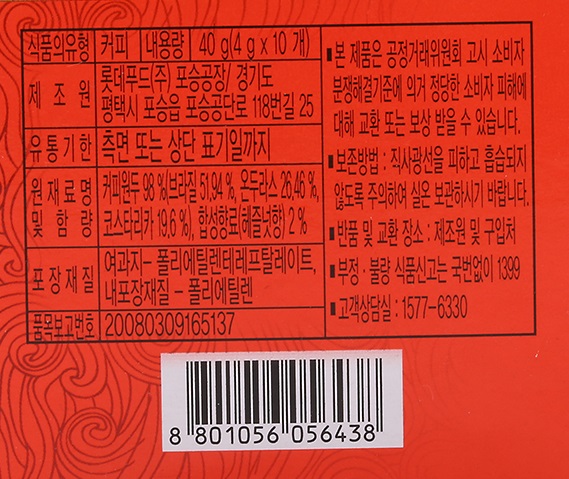 식품의유형 커피 내용량 40 g(4 g x 10 개)
제 조 원 롯데푸드(주) 포승공장/ 경기도
평택시 포승읍 포승공단로 118번길 25
유통기한 측면 또는 상단 표기일까지
원재료명 커피원두 98 %(브라질 51.94 %, 온두라스 26.46 %,
및 함 량 코스타리카 19.6 %), 합성향료(헤즐넛향) 2 %
포장재질 여과지– 폴리에틸렌테레프탈레이트,
내포장재질 – 폴리에틸렌
품목보고번호 20080309165137
▮본 제품은 공정거래위원회 고시 소비자
분쟁해결기준에 의거 정당한 소비자 피해에
대해 교환 또는 보상 받을 수 있습니다.
▮보존방법 : 직사광선을 피하고 흡습되지
않도록 주의하여 실온 보관하시기 바랍니다.
▮반품 및 교환 장소 : 제조원 및 구입처
▮부정·불량 식품신고는 국번없이 1399
▮고객상담실 : 1577-6330
8 801056 056438